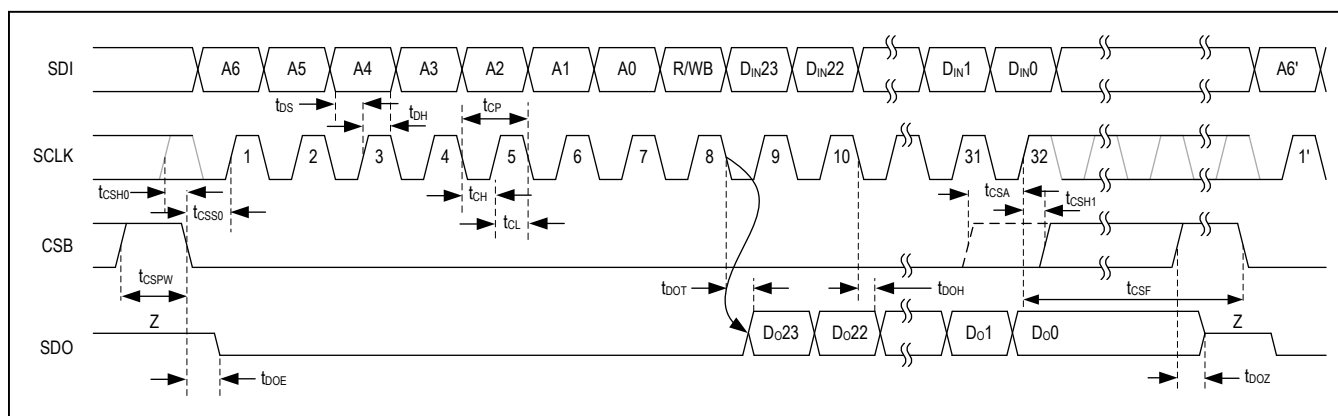 SDI A6 A5 A4 A3 A2 A1 A0 R/WB DIN23 DIN22 DIN1 DIN0 A6'
tDS tDH tCP
SCLK 1 2 3 4 5 6 7 8 9 10 31 32 1'
tCSH0 tCH tCSA tCSH1
tCSS0 tCL
CSB
tCSPW tDOT tDOH tCSF
Z Z
SDO DO23 DO22 DO1 DO0
tDOE tDOZ